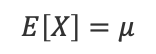 E[X] = μ